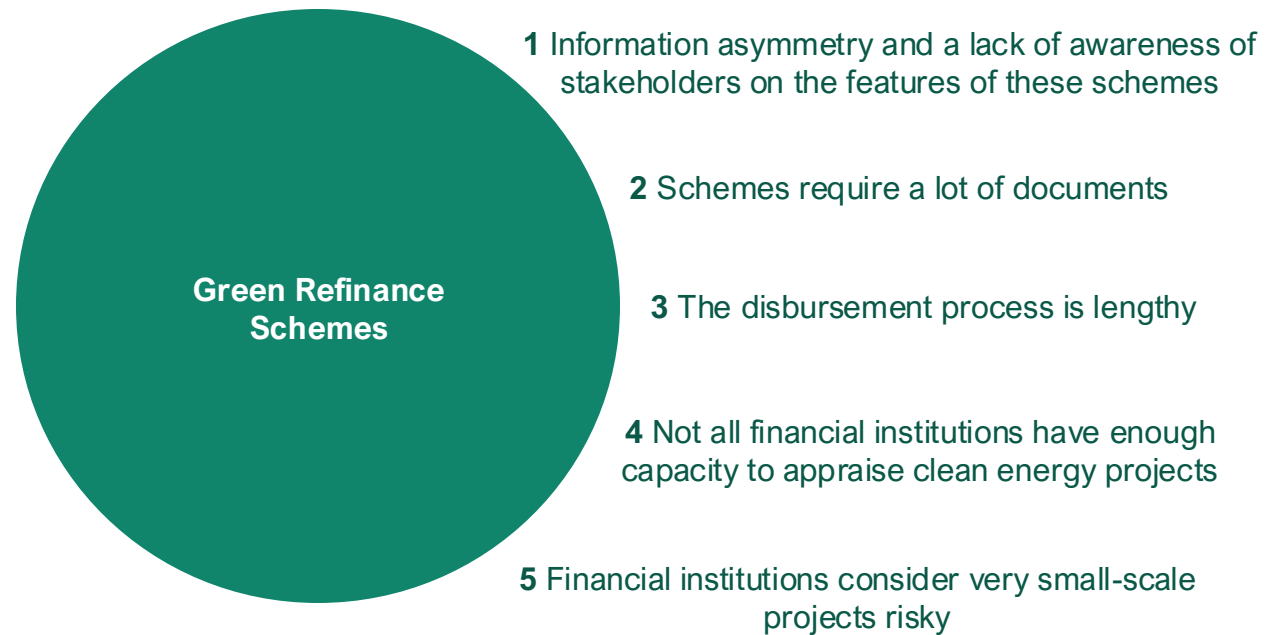 Green Refinance
Schemes
1 Information asymmetry and a lack of awareness of
stakeholders on the features of these schemes
2 Schemes require a lot of documents
3 The disbursement process is lengthy
4 Not all financial institutions have enough
capacity to appraise clean energy projects
5 Financial institutions consider very small-scale
projects risky